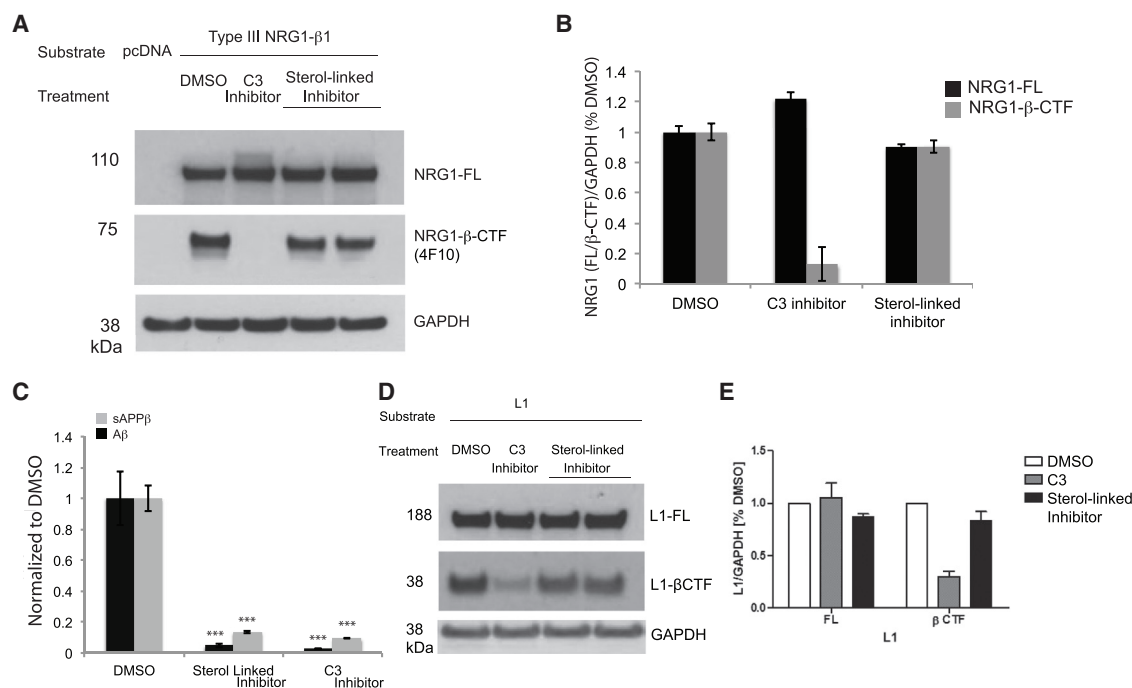 A
Substrate
pcDNA
Type III NRG1-β1
Treatment
DMSO
C3
Inhibitor
Sterol-linked
Inhibitor
110
NRG1-FL
75
NRG1-β-CTF
(4F10)
38
kDa
GAPDH
B
NRG1 (FL/β-CTF)/GAPDH (% DMSO)
1.4
1.2
1
0.8
0.6
0.4
0.2
0
NRG1-FL
NRG1-β-CTF
DMSO
C3 inhibitor
Sterol-linked
inhibitor
C
sAPPβ
Aβ
Normalized to DMSO
1.4
1.2
1
0.8
0.6
0.4
0.2
0
***
***
***
***
DMSO
Sterol Linked
Inhibitor
C3
Inhibitor
D
Substrate
L1
Treatment
DMSO
C3
Inhibitor
Sterol-linked
Inhibitor
188
L1-FL
38
L1-βCTF
38
kDa
GAPDH
E
L1/GAPDH [% DMSO]
1.5
1.0
0.5
0.0
FL
β CTF
L1
DMSO
C3
Sterol-linked
Inhibitor